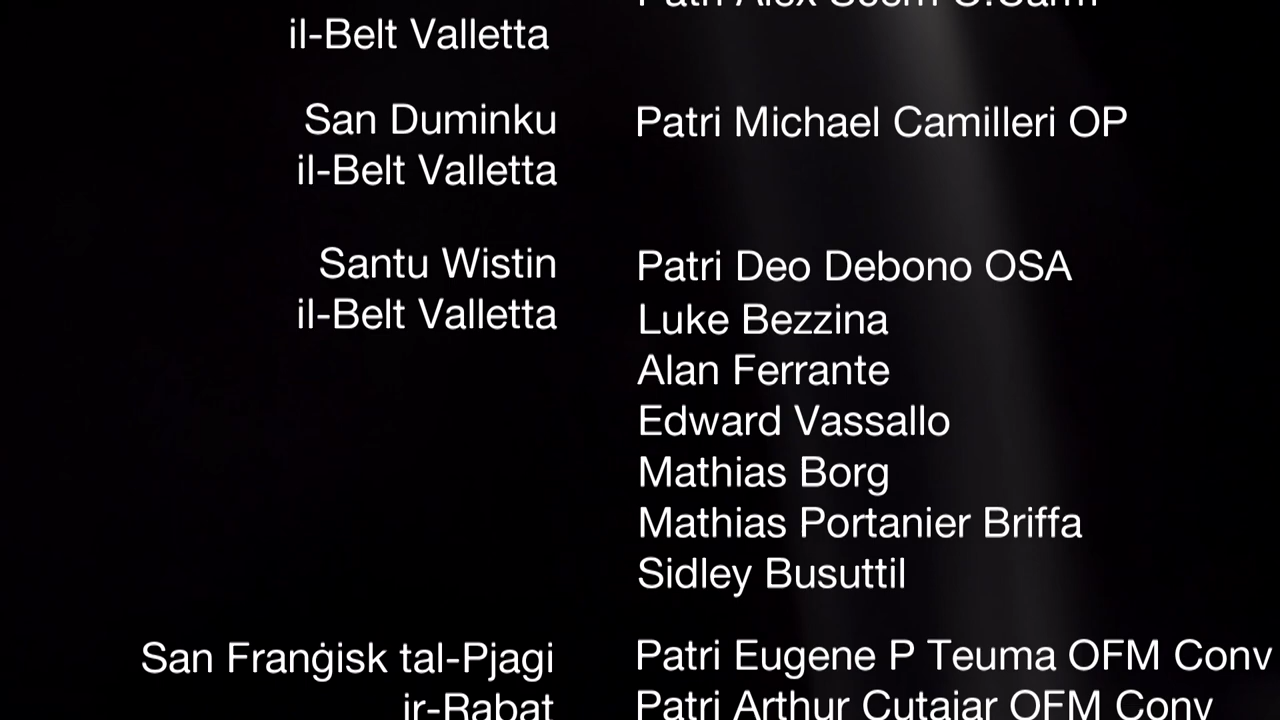 il-Belt Valletta
San Duminku
il-Belt Valletta
Patri Michael Camilleri OP
Santu Wistin
il-Belt Valletta
Patri Deo Debono OSA
Luke Bezzina
Alan Ferrante
Edward Vassallo
Mathias Borg
Mathias Portanier Briffa
Sidley Busuttil
San Franġisk tal-Pjagi
ir-Rabat
Patri Eugene P Teuma OFM Conv
Patri Arthur Cutajar OFM Conv